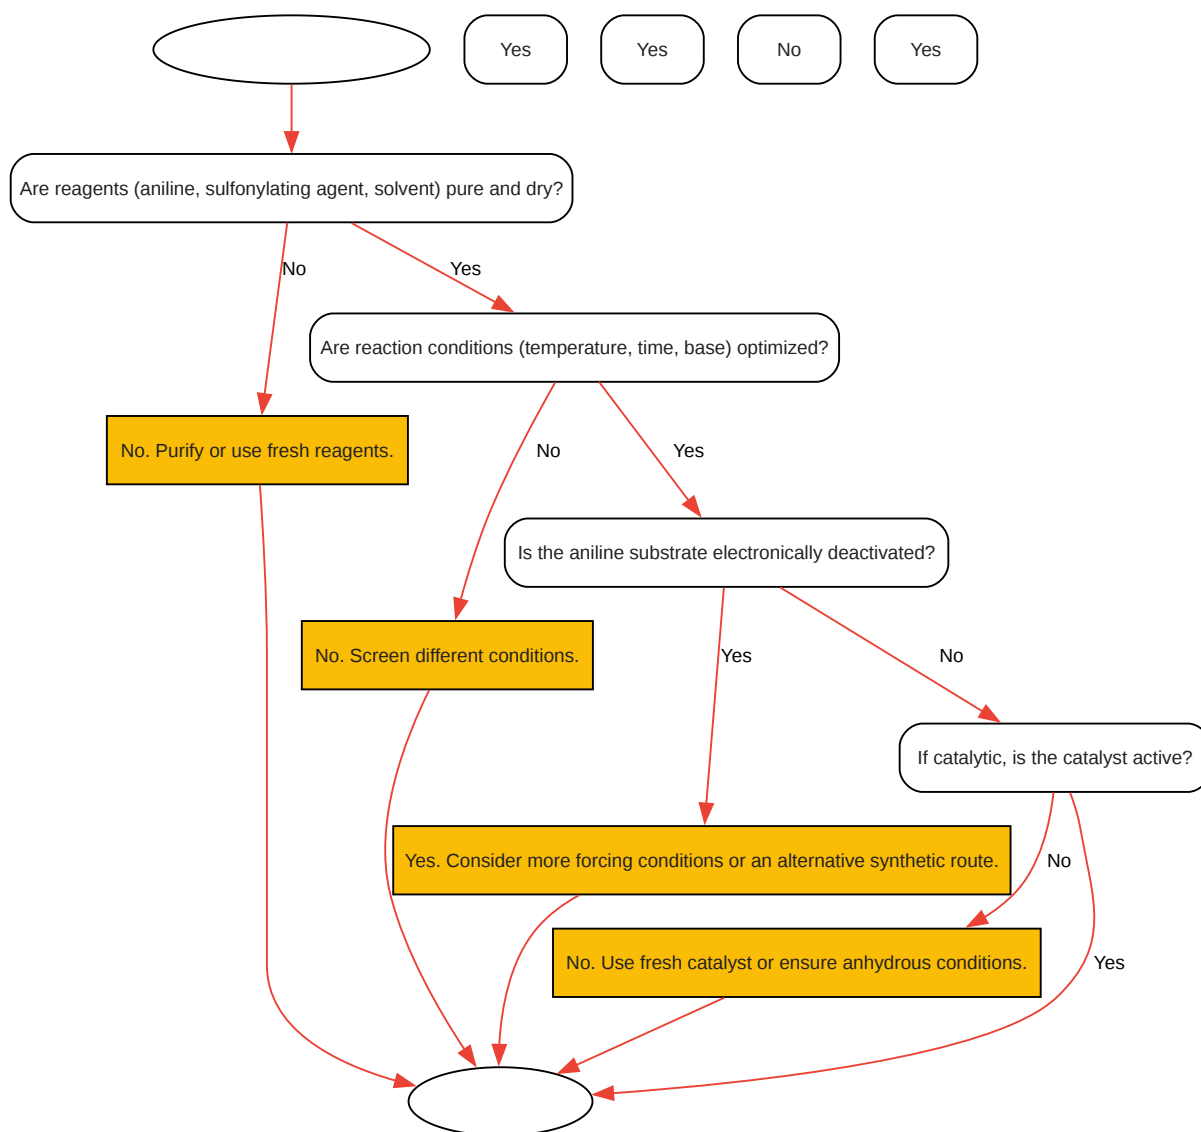 Yes
Yes
No
Yes
Are reagents (aniline, sulfonylating agent, solvent) pure and dry?
No
Yes
Are reaction conditions (temperature, time, base) optimized?
No. Purify or use fresh reagents.
No
Yes
Is the aniline substrate electronically deactivated?
No. Screen different conditions.
Yes
No
If catalytic, is the catalyst active?
Yes. Consider more forcing conditions or an alternative synthetic route.
No
No. Use fresh catalyst or ensure anhydrous conditions.
Yes